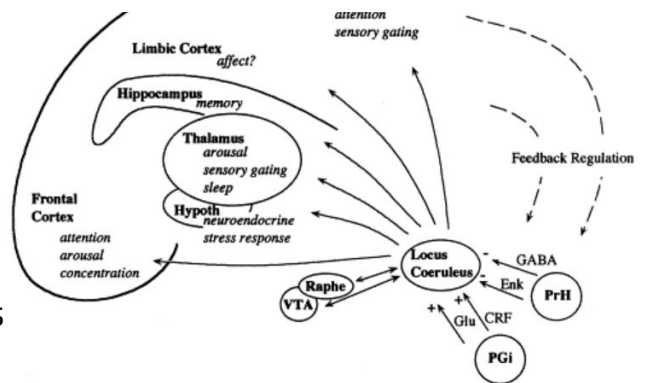 attention
sensory gating
Limbic Cortex
affect?
Hippocampus
memory
Thalamus
arousal
sensory gating
sleep
Feedback Regulation
Frontal
Cortex
Hypoth
neuroendocrine
stress response
attention
arousal
concentration
Locus
Coeruleus
-
GABA
-
Enk
PrH
Raphe
VTA
+
+
Glu
CRF
PGi